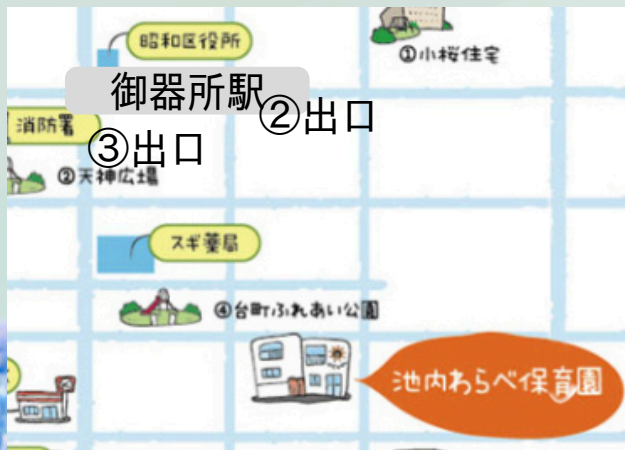 昭和区役所
①小桜住宅
御器所駅
②出口
消防署
③出口
②天神広場
スギ薬局
④台町ふれあい公園
池内わらべ保育園